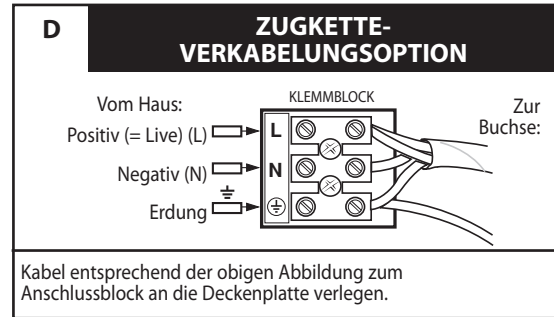 D
ZUGKETTE-
VERKABELUNGSOPTION
KLEMMBLOCK
Vom Haus:
Zur
Buchse:
Positiv (= Live) (L)
L
Negativ (N)
N
Erdung
Kabel entsprechend der obigen Abbildung zum
Anschlussblock an die Deckenplatte verlegen.